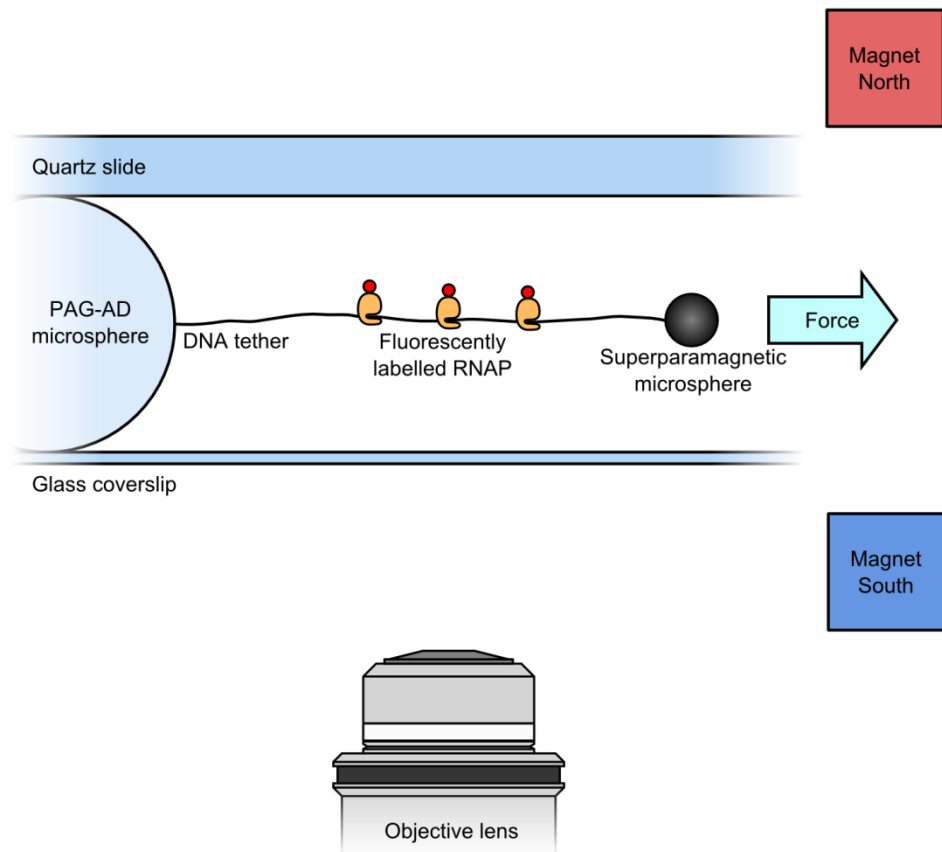 Magnet
North
Quartz slide
PAG-AD
microsphere
DNA tether
Fluorescently
labelled RNAP
Superparamagnetic
microsphere
Force
Glass coverslip
Magnet
South
Objective lens